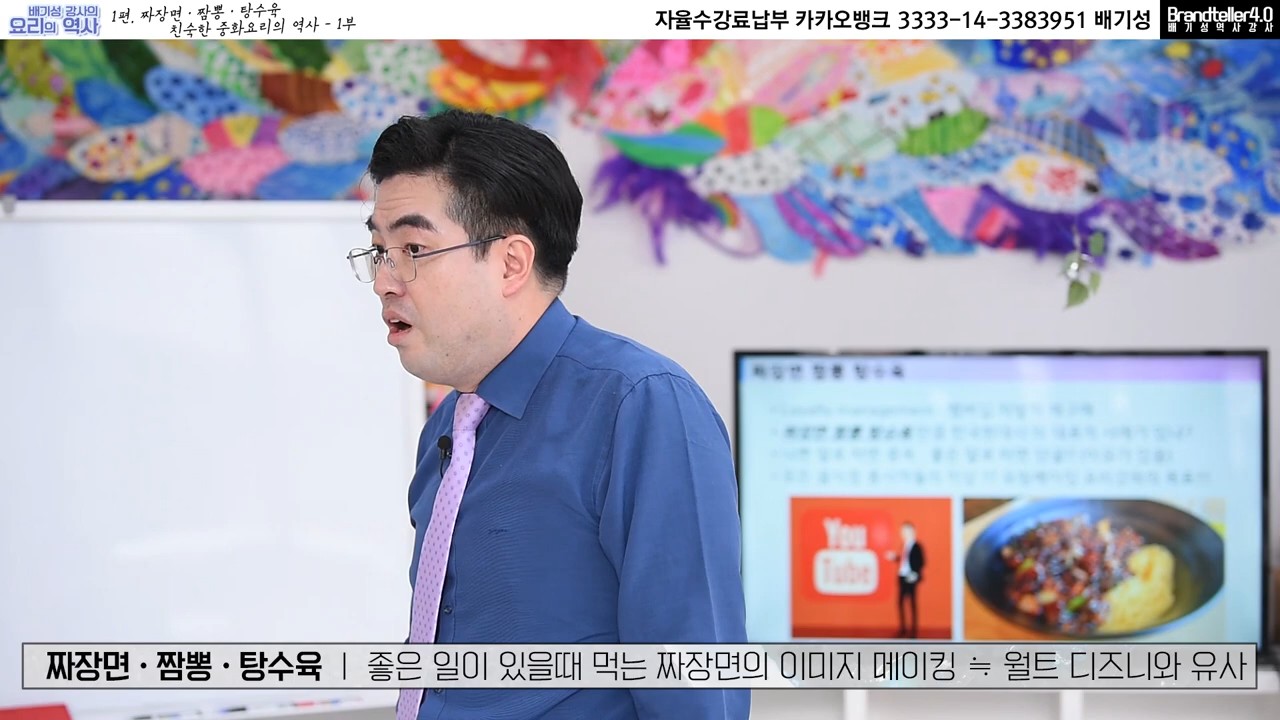 배기성 강사의
요리의 역사
1편. 짜장면 · 짬뽕 · 탕수육
친숙한 중화요리의 역사 - 1부
자율수강료납부 카카오뱅크 3333-14-3383951 배기성
Brandteller4.0
배기성역사강사
짜장면 짬뽕 탕수육
You
Tube
짜장면 · 짬뽕 · 탕수육 | 좋은 일이 있을때 먹는 짜장면의 이미지 메이킹 ≒ 월트 디즈니와 유사